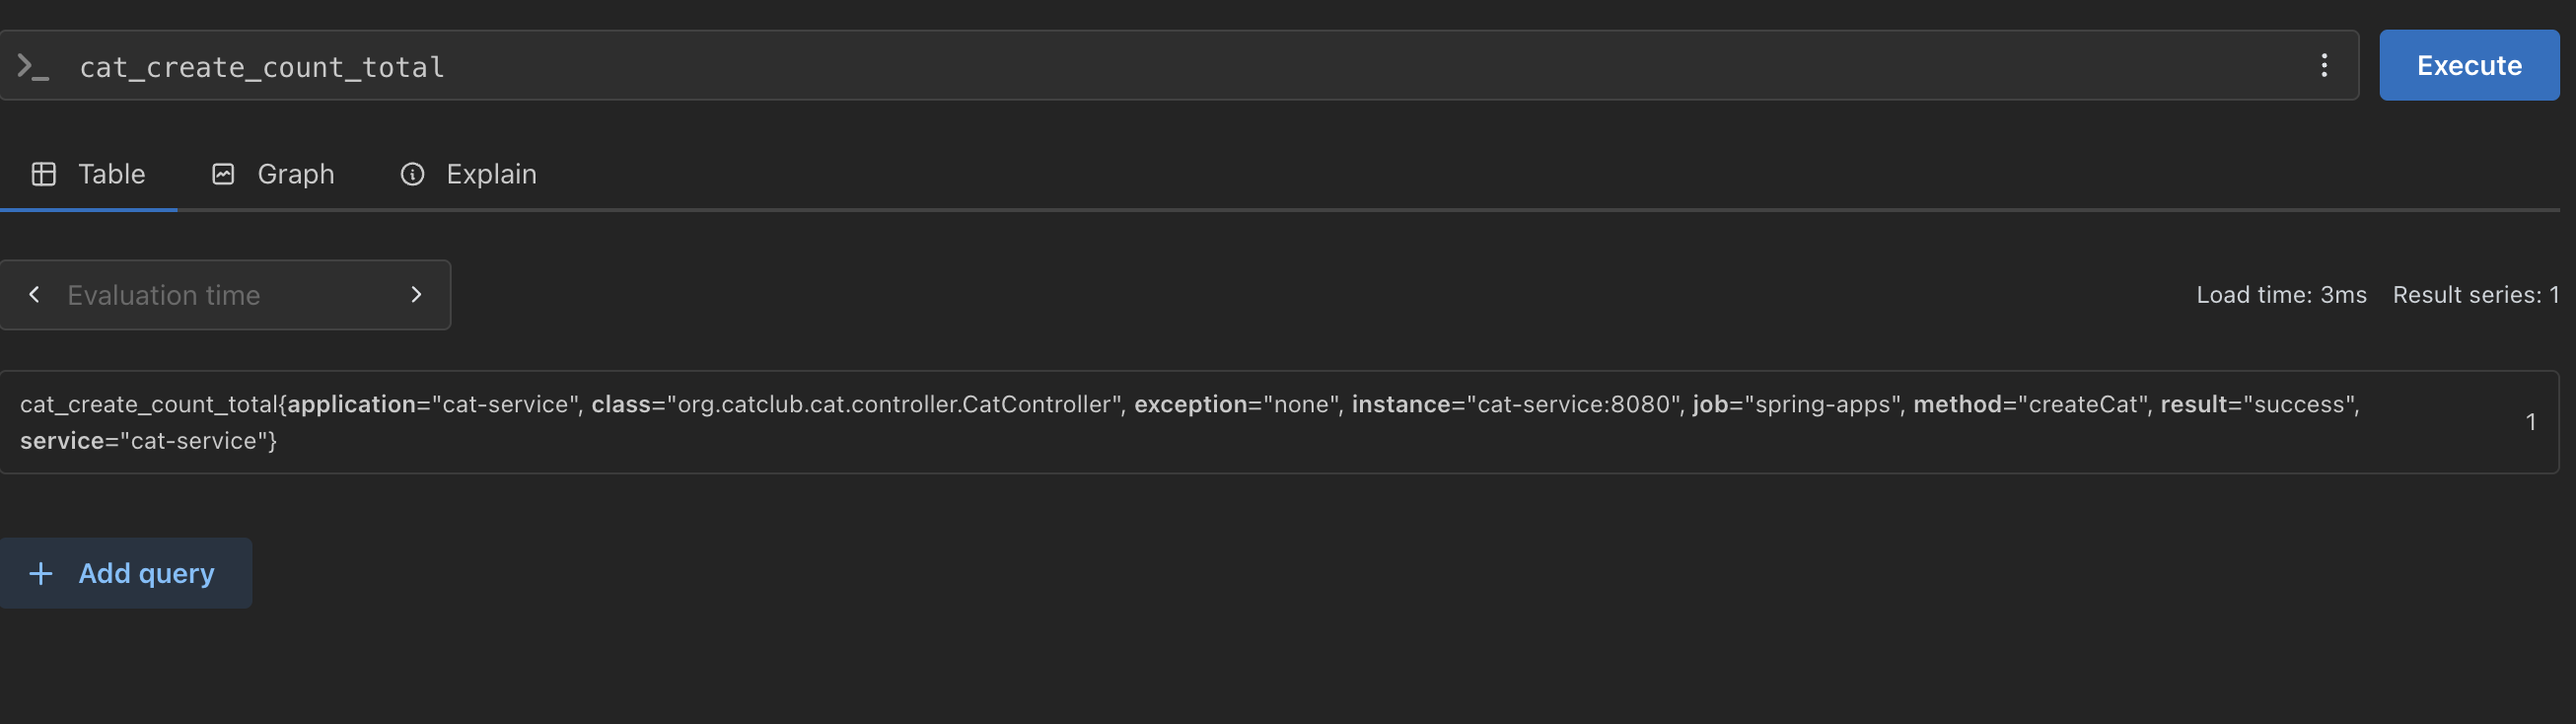 cat_create_count_total
Execute
Table
Graph
Explain
Evaluation time
Load time: 3ms
Result series: 1
cat_create_count_total{application="cat-service", class="org.catclub.cat.controller.CatController", exception="none", instance="cat-service:8080", job="spring-apps", method="createCat", result="success",
service="cat-service"}
1
Add query